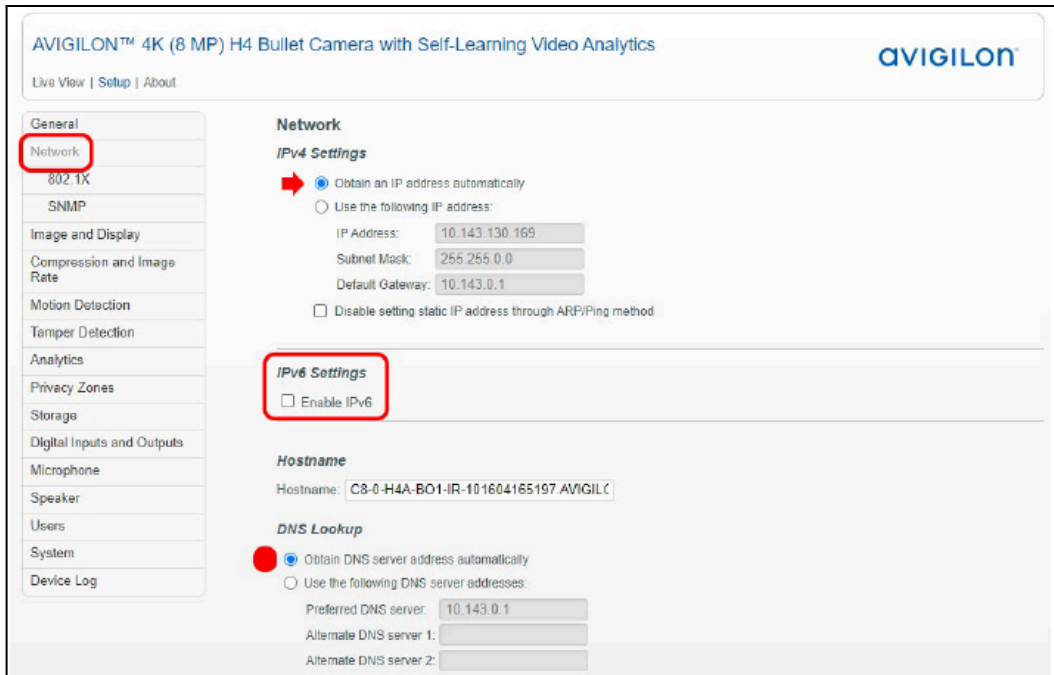 AVIGILON™ 4K (8 MP) H4 Bullet Camera with Self-Learning Video Analytics
avigilon
Live View | Setup | About
General
Network
802.1X
SNMP
Image and Display
Compression and Image
Rate
Motion Detection
Tamper Detection
Analytics
Privacy Zones
Storage
Digital Inputs and Outputs
Microphone
Speaker
Users
System
Device Log
Network
IPv4 Settings
Obtain an IP address automatically
Use the following IP address:
IP Address: 10.143.130.169
Subnet Mask: 255.255.0.0
Default Gateway: 10.143.0.1
Disable setting static IP address through ARP/Ping method
IPv6 Settings
Enable IPv6
Hostname
Hostname: C8-0-H4A-BO1-IR-101604165197.AVIGILO
DNS Lookup
Obtain DNS server address automatically
Use the following DNS server addresses:
Preferred DNS server: 10.143.0.1
Alternate DNS server 1:
Alternate DNS server 2: